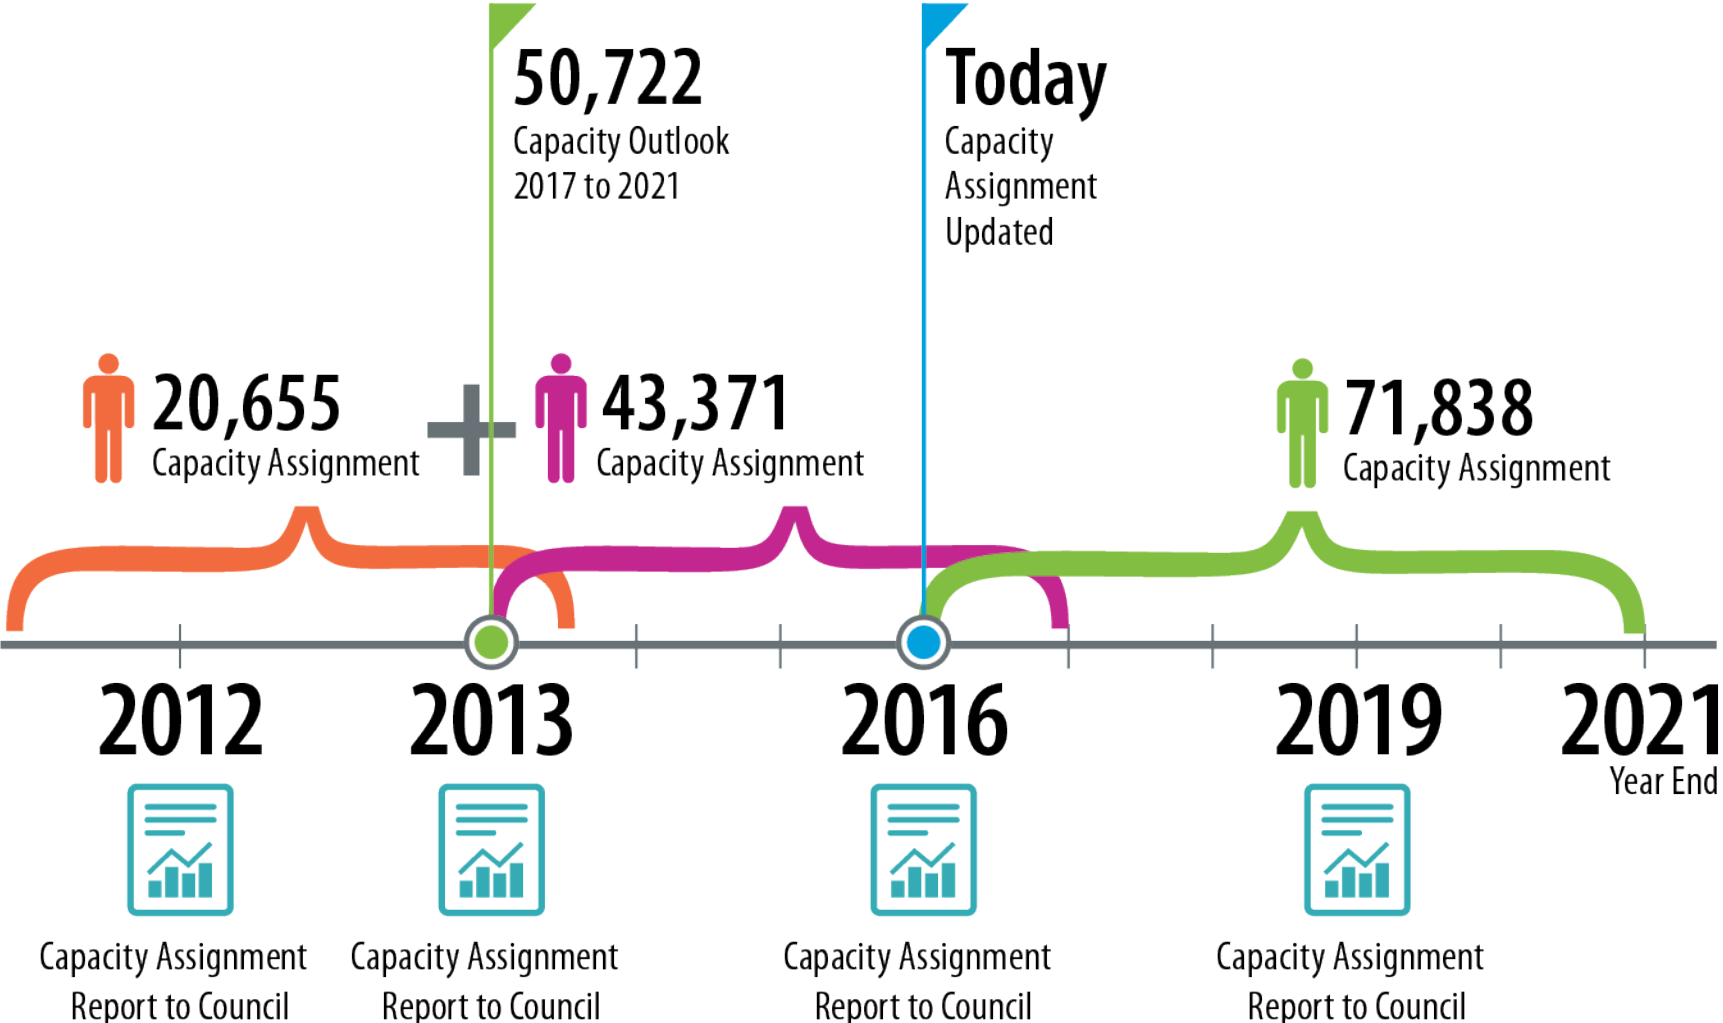 50,722
Capacity Outlook
2017 to 2021
Today
Capacity
Assignment
Updated
20,655
Capacity Assignment
+
43,371
Capacity Assignment
71,838
Capacity Assignment
2012
2013
2016
2019
2021
Year End
Capacity Assignment
Report to Council
Capacity Assignment
Report to Council
Capacity Assignment
Report to Council
Capacity Assignment
Report to Council